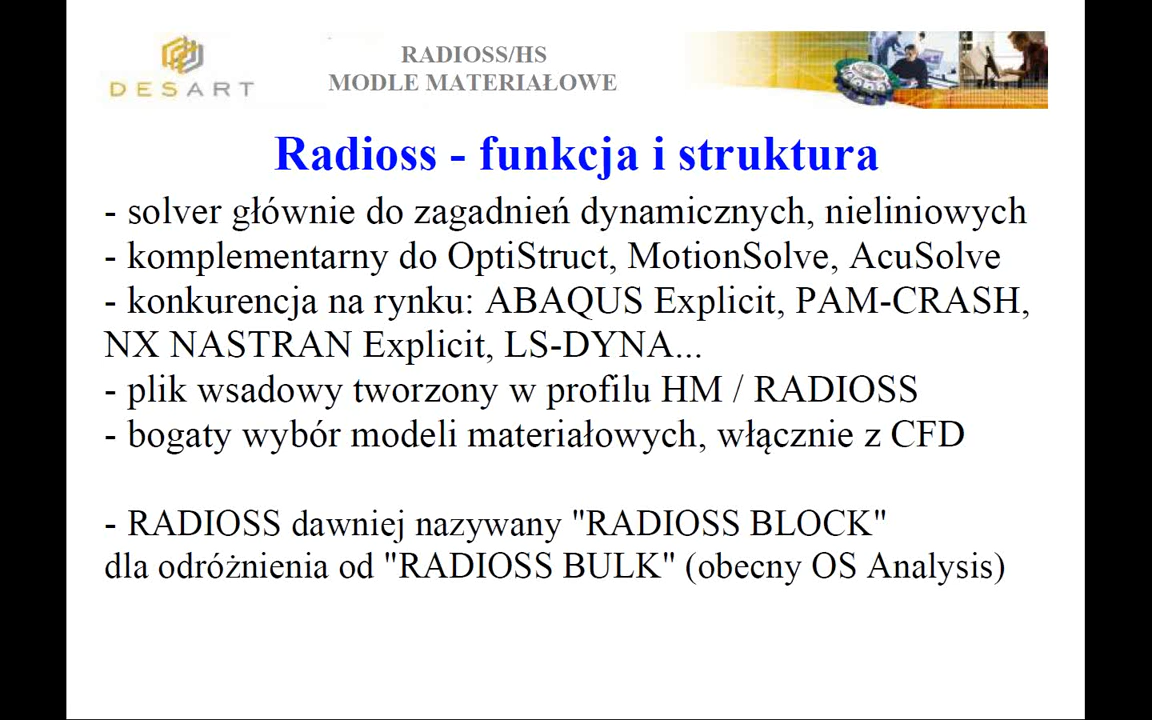 DESART
RADIOSS/HS
MODLE MATERIAŁOWE
Radioss - funkcja i struktura
- solver głównie do zagadnień dynamicznych, nieliniowych
- komplementarny do OptiStruct, MotionSolve, AcuSolve
- konkurencja na rynku: ABAQUS Explicit, PAM-CRASH,
NX NASTRAN Explicit, LS-DYNA...
- plik wsadowy tworzony w profilu HM / RADIOSS
- bogaty wybór modeli materiałowych, włącznie z CFD
- RADIOSS dawniej nazywany "RADIOSS BLOCK"
dla odróżnienia od "RADIOSS BULK" (obecny OS Analysis)